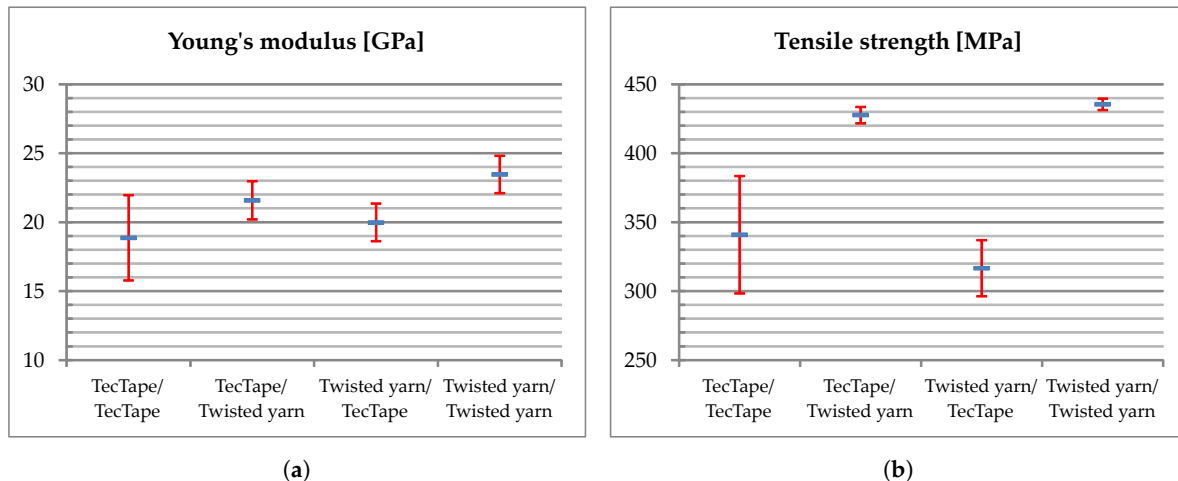 Young's modulus [GPa]
30
25
20
15
10
TecTape/ TecTape/ Twisted yarn/ Twisted yarn/
TecTape Twisted yarn TecTape Twisted yarn
(a)
Tensile strength [MPa]
450
400
350
300
250
TecTape/ TecTape/ Twisted yarn/ Twisted yarn/
TecTape Twisted yarn TecTape Twisted yarn
(b)